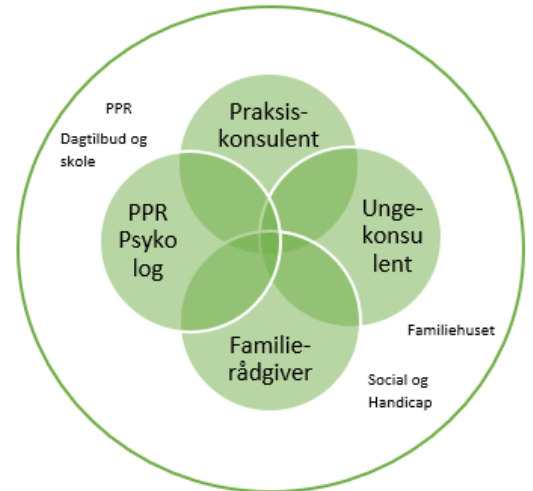 PPR
Dagtilbud og
skole
Praksis-
konsulent
PPR
Psyko
log
Unge-
konsu
lent
Familie-
rådgiver
Familiehuset
Social og
Handicap